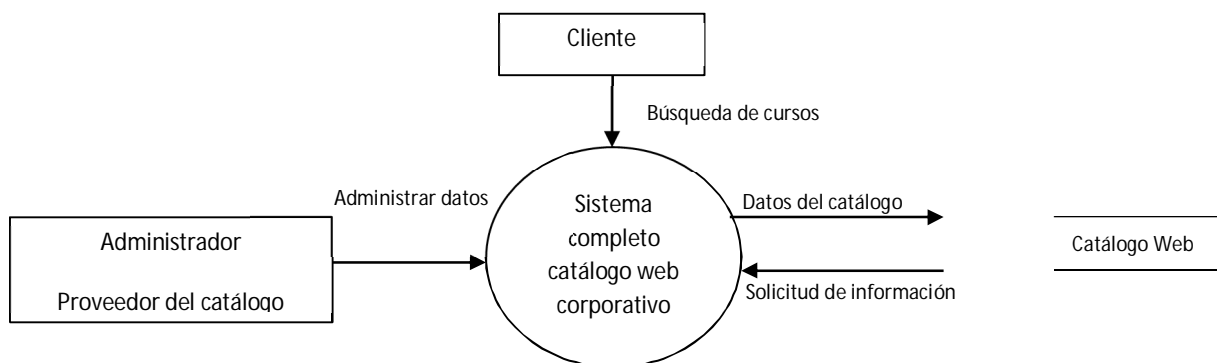 Cliente
Búsqueda de cursos
Administrar datos
Administrador
Proveedor del catálogo
Sistema
completo
catálogo web
corporativo
Datos del catálogo
Solicitud de información
Catálogo Web